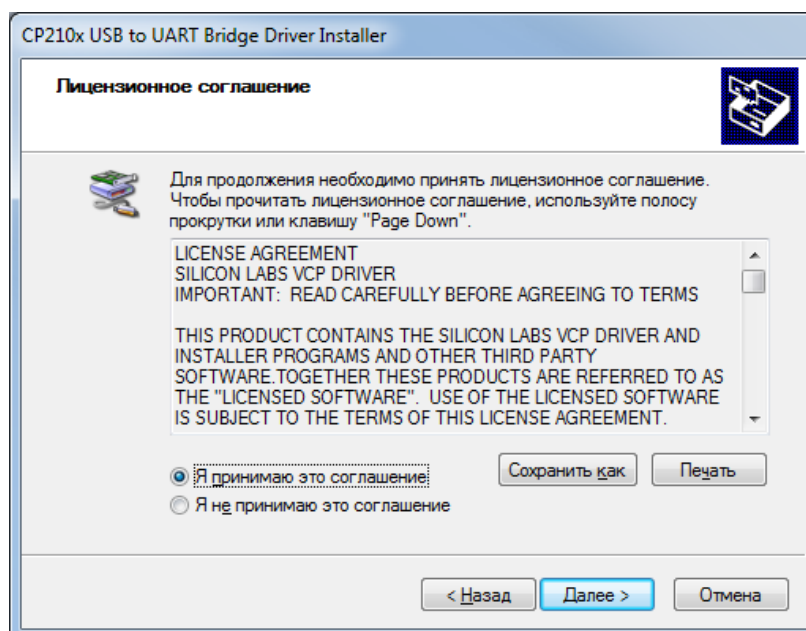 CP210x USB to UART Bridge Driver Installer
Лицензионное соглашение
Для продолжения необходимо принять лицензионное соглашение.
Чтобы прочитать лицензионное соглашение, используйте полосу
прокрутки или клавишу "Page Down".
LICENSE AGREEMENT
SILICON LABS VCP DRIVER
IMPORTANT:  READ CAREFULLY BEFORE AGREEING TO TERMS
THIS PRODUCT CONTAINS THE SILICON LABS VCP DRIVER AND
INSTALLER PROGRAMS AND OTHER THIRD PARTY
SOFTWARE.TOGETHER THESE PRODUCTS ARE REFERRED TO AS
THE "LICENSED SOFTWARE".  USE OF THE LICENSED SOFTWARE
IS SUBJECT TO THE TERMS OF THIS LICENSE AGREEMENT.
Я принимаю это соглашение
Сохранить как
Печать
Я не принимаю это соглашение
< Назад
Далее >
Отмена